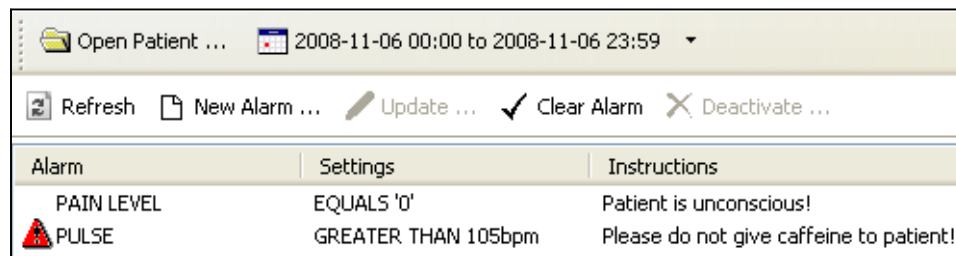 Open Patient ... 2008-11-06 00:00 to 2008-11-06 23:59
Refresh New Alarm ... Update ... Clear Alarm Deactivate ...
Alarm Settings Instructions
PAIN LEVEL EQUALS '0' Patient is unconscious!
PULSE GREATER THAN 105bpm Please do not give caffeine to patient!